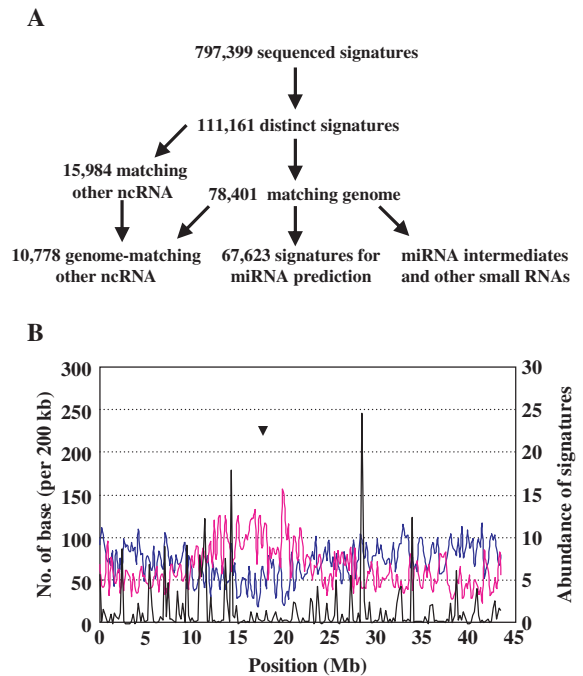 A
797,399 sequenced signatures
111,161 distinct signatures
15,984 matching
other ncRNA
78,401 matching genome
10,778 genome-matching
other ncRNA
67,623 signatures for
miRNA prediction
miRNA intermediates
and other small RNAs
B
No. of base (per 200 kb)
300
250
200
150
100
50
0
30
25
20
15
10
5
0
Abundance of signatures
0 5 10 15 20 25 30 35 40 45
Position (Mb)